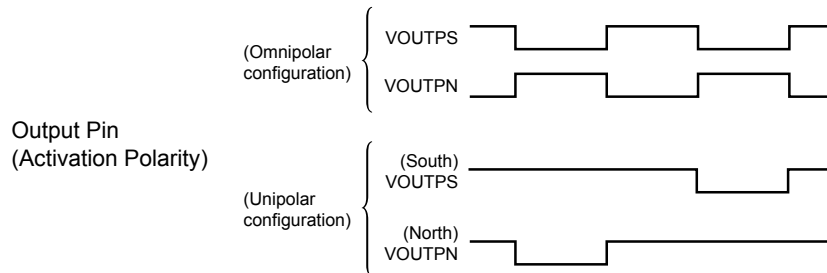 (Omnipolar
configuration)
VOUTPS
VOUTPN
Output Pin
(Activation Polarity)
(Unipolar
configuration)
(South)
VOUTPS
(North)
VOUTPN